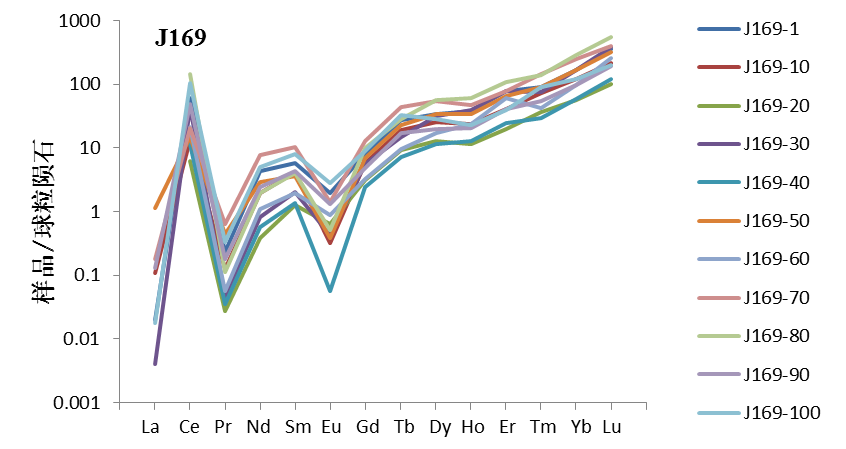 J169
样品/球粒陨石
1000
100
10
1
0.1
0.01
0.001
La Ce Pr Nd Sm Eu Gd Tb Dy Ho Er Tm Yb Lu
J169-1
J169-10
J169-20
J169-30
J169-40
J169-50
J169-60
J169-70
J169-80
J169-90
J169-100